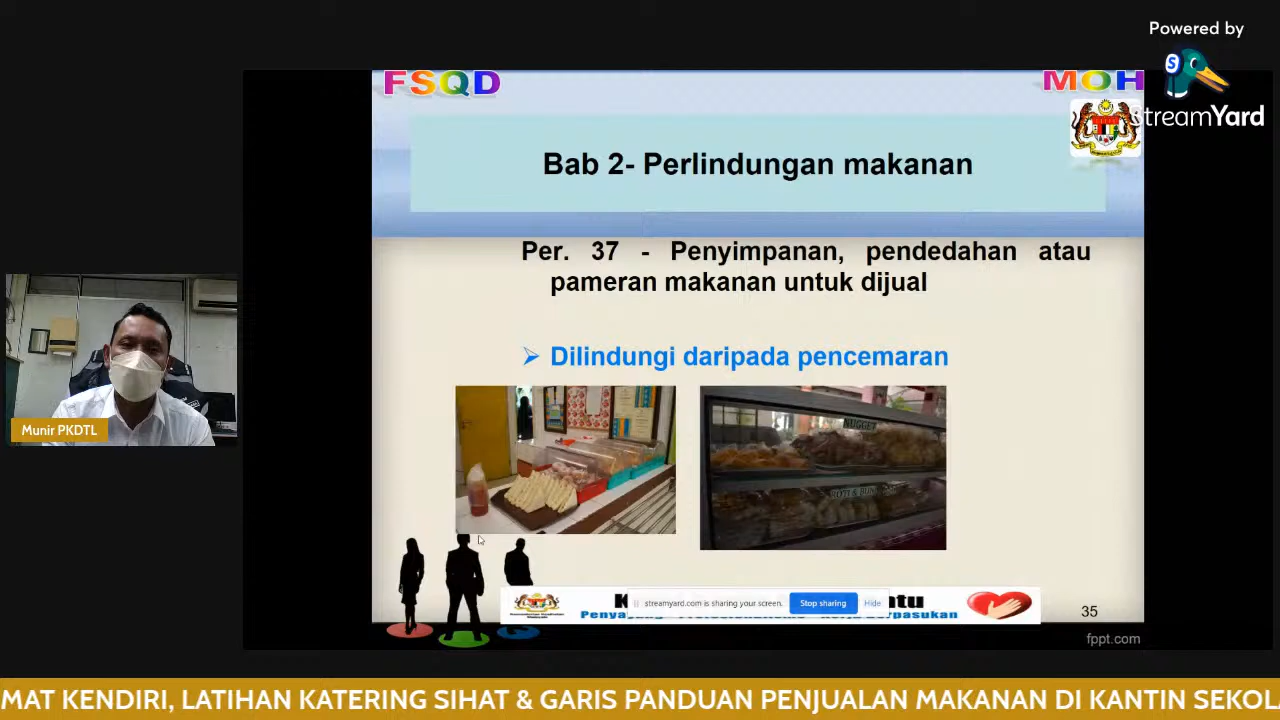 Powered by
StreamYard
FSQD
MOH
Bab 2- Perlindungan makanan
Per. 37 - Penyimpanan, pendedahan atau
pameran makanan untuk dijual
Dilindungi daripada pencemaran
NUGGET
Munir PKDTL
streamyard.com is sharing your screen.
Stop sharing
Hide
35
fppt.com
MAT KENDIRI, LATIHAN KATERING SIHAT & GARIS PANDUAN PENJUALAN MAKANAN DI KANTIN SEKOL